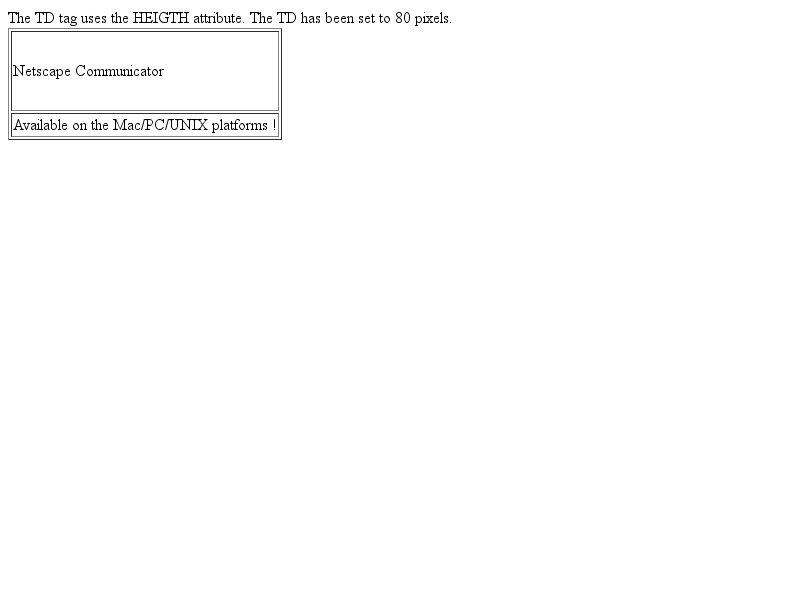 The TD tag uses the HEIGTH attribute. The TD has been set to 80 pixels.
Netscape Communicator
Available on the Mac/PC/UNIX platforms !